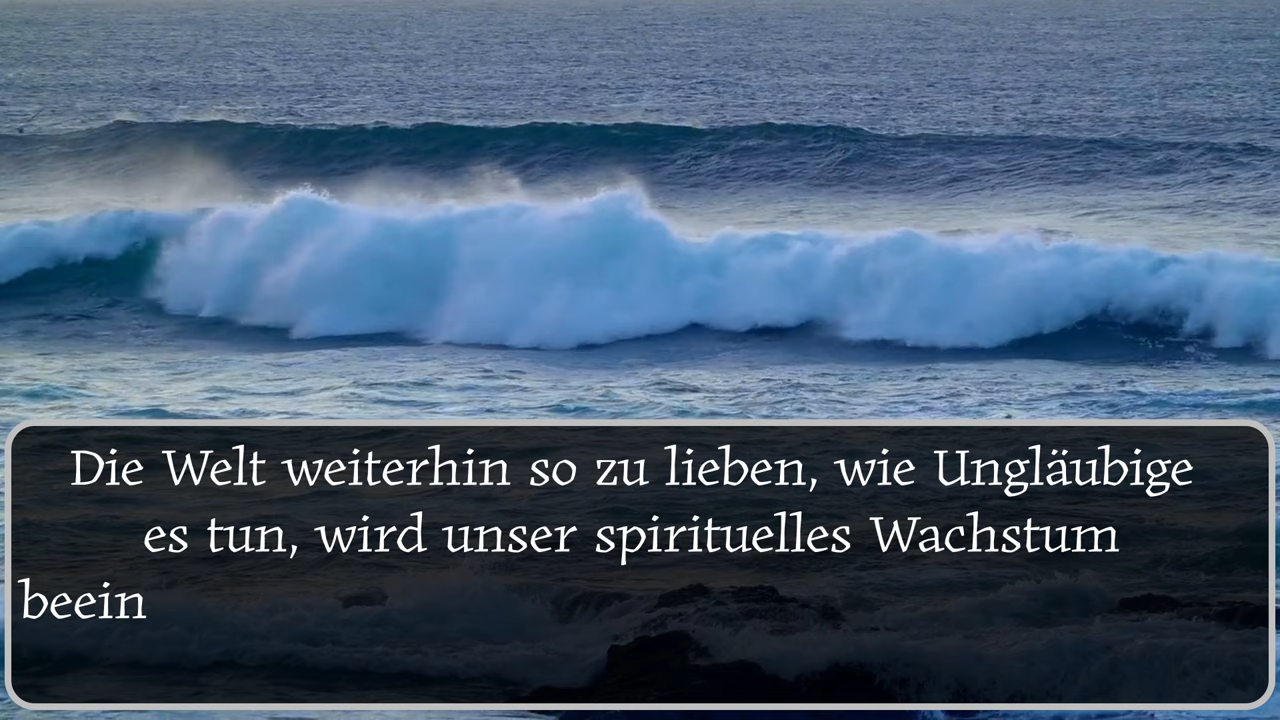 Die Welt weiterhin so zu lieben, wie Ungläubige
es tun, wird unser spirituelles Wachstum
beein